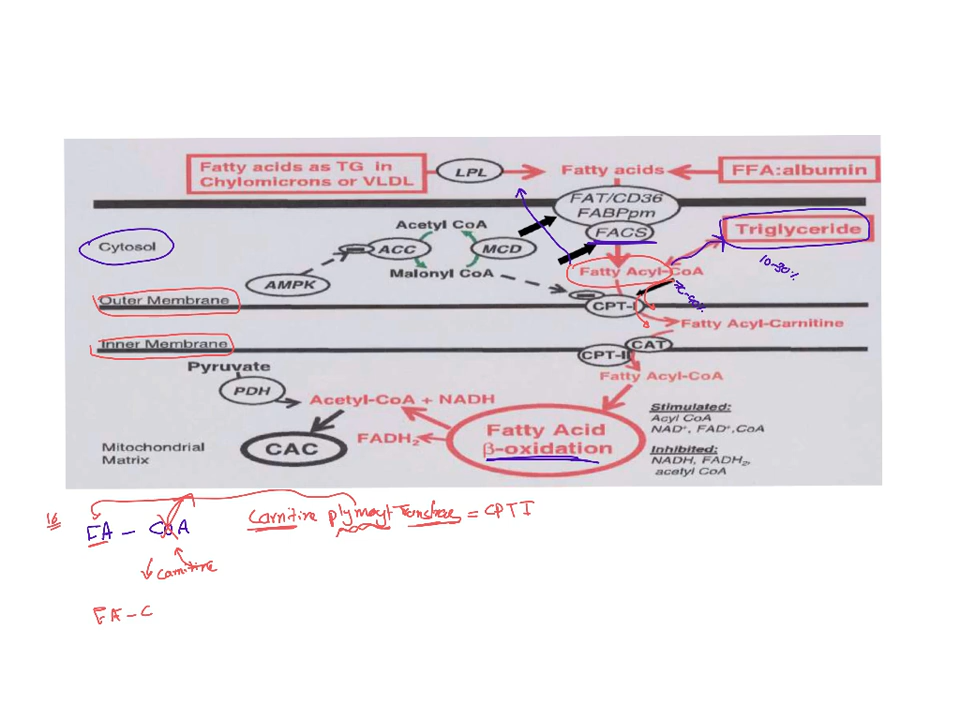 Fatty acids as TG in
Chylomicrons or VLDL
LPL
Fatty acids
FFA:albumin
FAT/CD36
FABPpm
FACS
Cytosol
Acetyl CoA
ACC
MCD
Malonyl CoA
AMPK
Triglyceride
Fatty Acyl-CoA
10-30%
Outer Membrane
CPT-I
Fatty Acyl-Carnitine
Inner Membrane
CAT
CPT-II
Pyruvate
Fatty Acyl-CoA
PDH
Acetyl-CoA + NADH
Stimulated:
Acyl CoA
NAD⁺, FAD⁺,CoA
Fatty Acid
β-oxidation
FADH₂
CAC
Mitochondrial
Matrix
Inhibited:
NADH, FADH₂,
acetyl CoA
16
FA - CoA
Carnitine = CPT I
Carnitine
FA - C